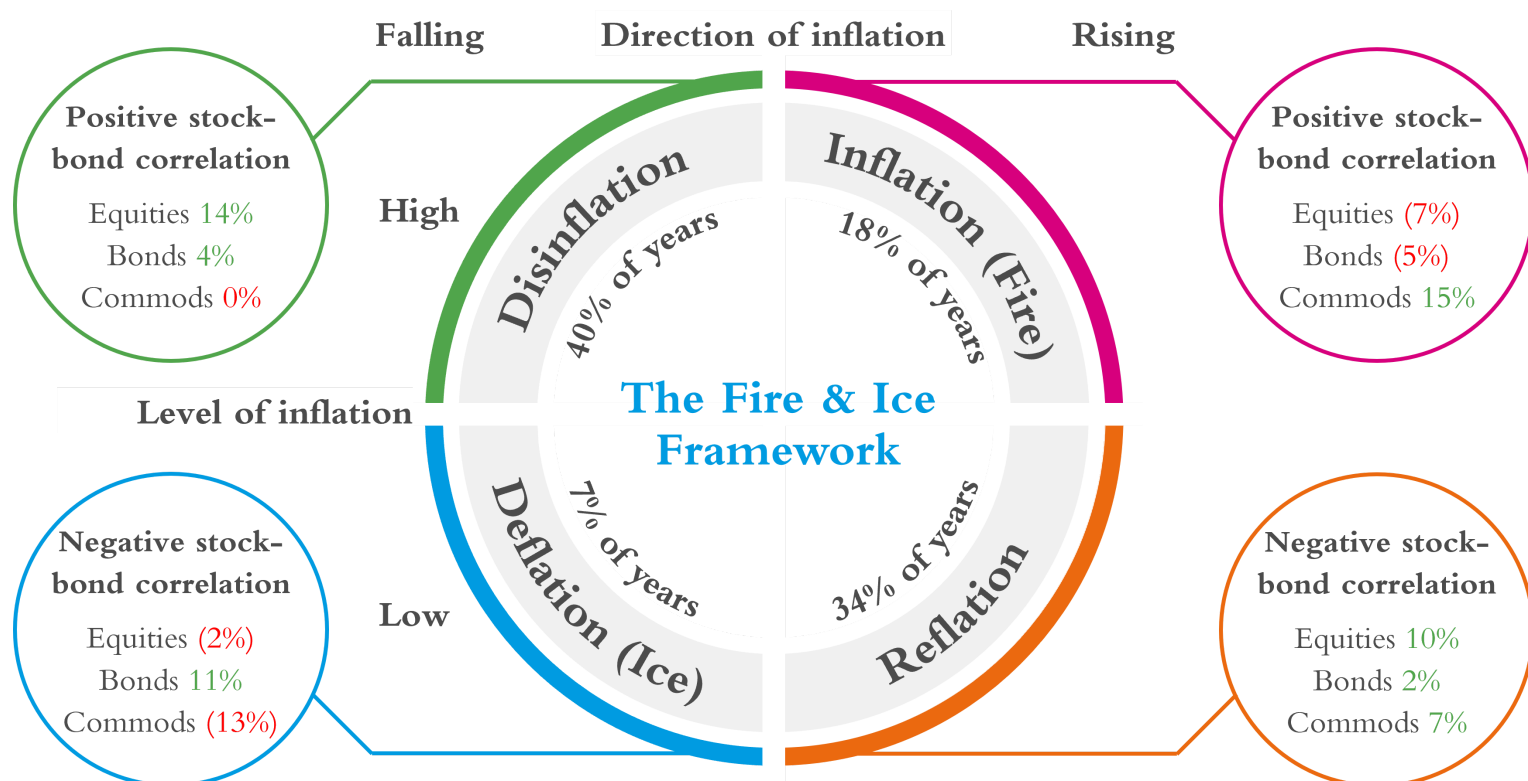 Falling
Direction of inflation
Rising
Positive stock-
bond correlation
Equities 14%
Bonds 4%
Commods 0%
High
Disinflation
40% of years
Inflation (Fire)
18% of years
Positive stock-
bond correlation
Equities (7%)
Bonds (5%)
Commods 15%
Level of inflation
The Fire & Ice
Framework
Negative stock-
bond correlation
Equities (2%)
Bonds 11%
Commods (13%)
Low
Deflation (Ice)
7% of years
Reflation
34% of years
Negative stock-
bond correlation
Equities 10%
Bonds 2%
Commods 7%